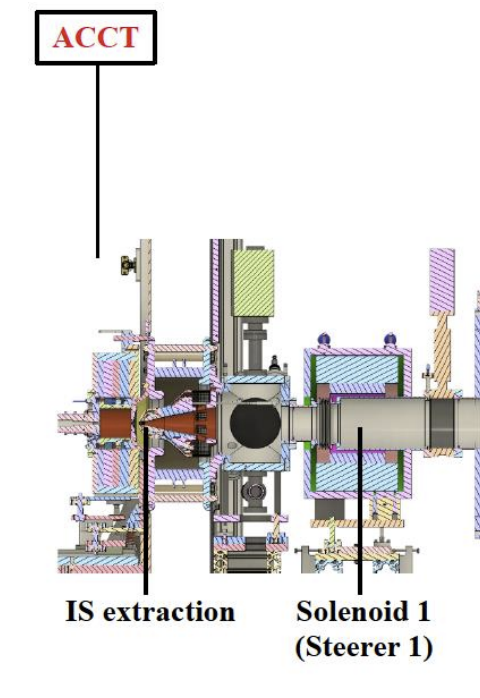 ACCT
IS extraction
Solenoid 1
(Steerer 1)